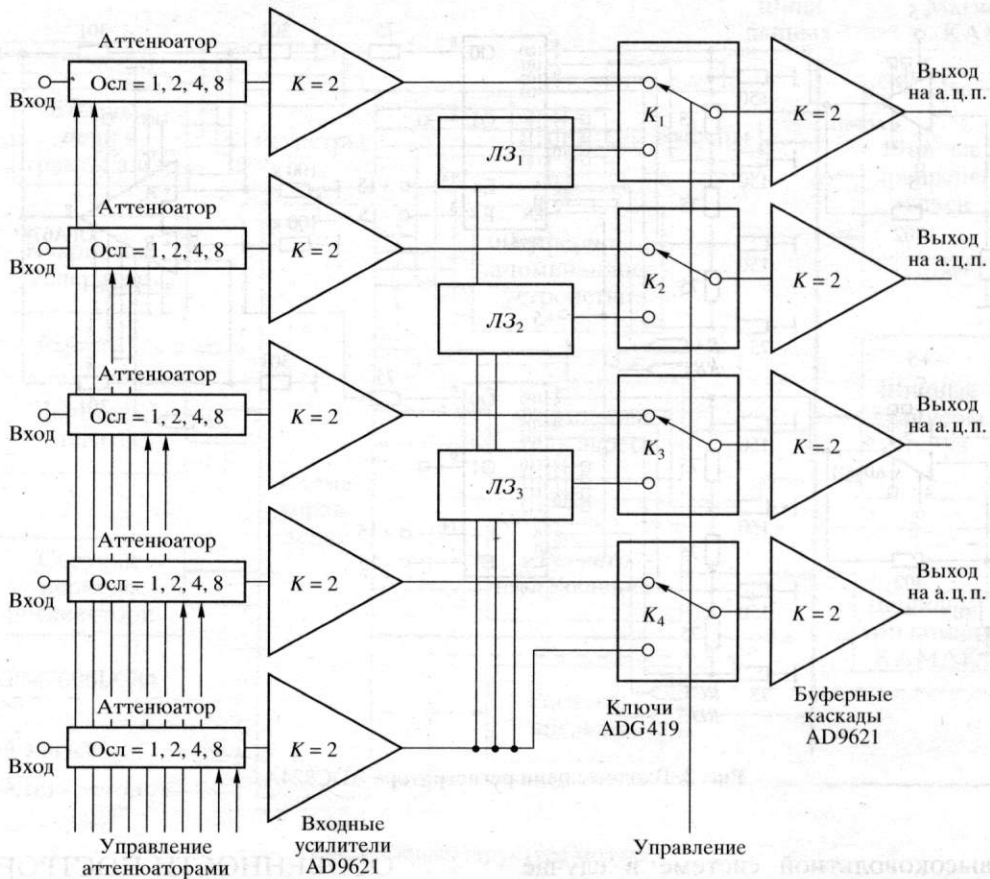 Аттенюатор
Осл = 1, 2, 4, 8
Вход
K = 2
K₁
K = 2
Выход
на а.ц.п.
ЛЗ₁
Аттенюатор
Осл = 1, 2, 4, 8
Вход
K = 2
K₂
K = 2
Выход
на а.ц.п.
ЛЗ₂
Аттенюатор
Осл = 1, 2, 4, 8
Вход
K = 2
K₃
K = 2
Выход
на а.ц.п.
ЛЗ₃
Аттенюатор
Осл = 1, 2, 4, 8
Вход
K = 2
K₄
K = 2
Выход
на а.ц.п.
Аттенюатор
Осл = 1, 2, 4, 8
Вход
K = 2
Ключи
ADG419
Буферные
каскады
AD9621
Управление
аттенюаторами
Входные
усилители
AD9621
Управление